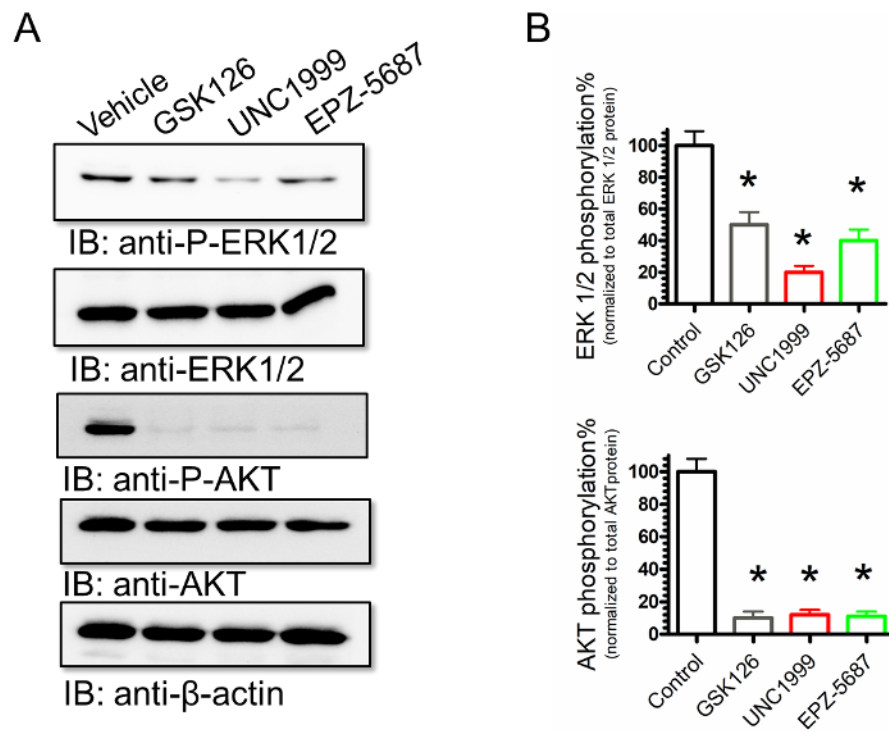 A
Vehicle
GSK126
UNC1999
EPZ-5687
IB: anti-P-ERK1/2
IB: anti-ERK1/2
IB: anti-P-AKT
IB: anti-AKT
IB: anti-β-actin
B
ERK 1/2 phosphorylation%
(normalized to total ERK 1/2 protein)
100
80
60
40
20
0
*
*
*
Control
GSK126
UNC1999
EPZ-5687
AKT phosphorylation%
(normalized to total AKTprotein)
100
80
60
40
20
0
* * *
Control
GSK126
UNC1999
EPZ-5687